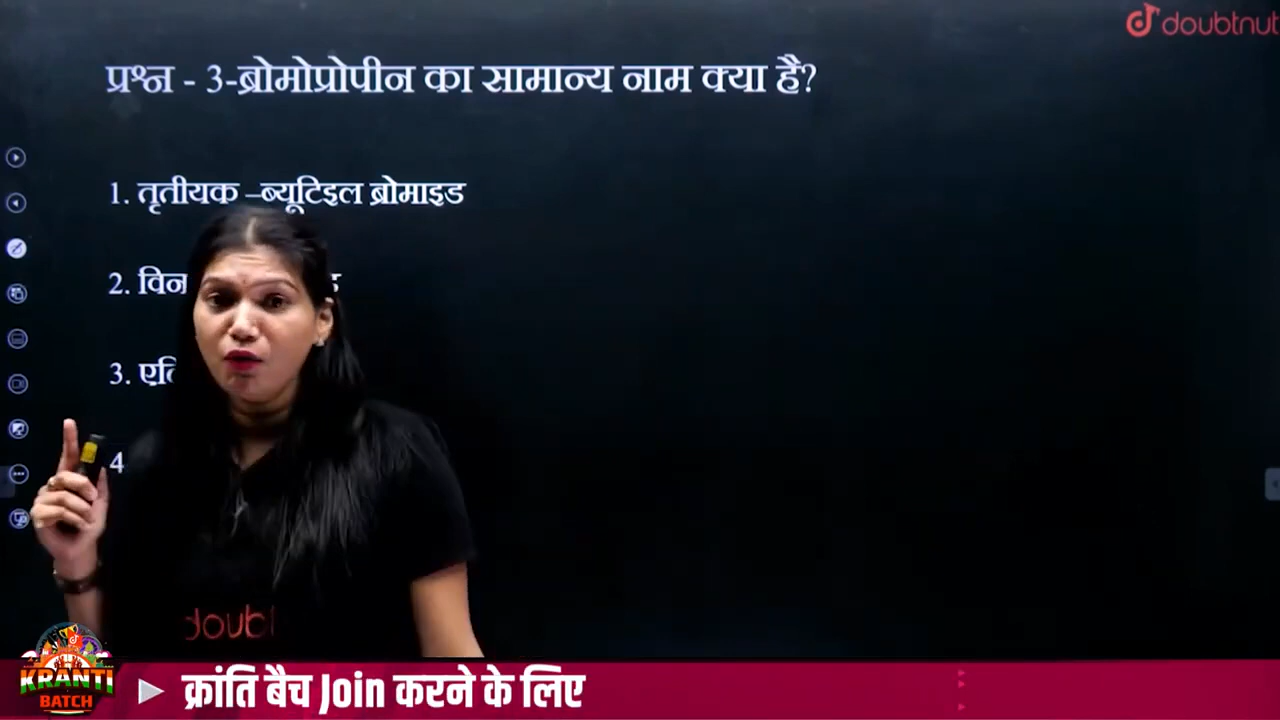 doubtnut
प्रश्न - 3-ब्रोमोप्रोपीन का सामान्य नाम क्या है?
1. तृतीयक –ब्यूटिइल ब्रोमाइड
2.
3.
4
doubt
KRANTI
BATCH
क्रांति बैच Join करने के लिए